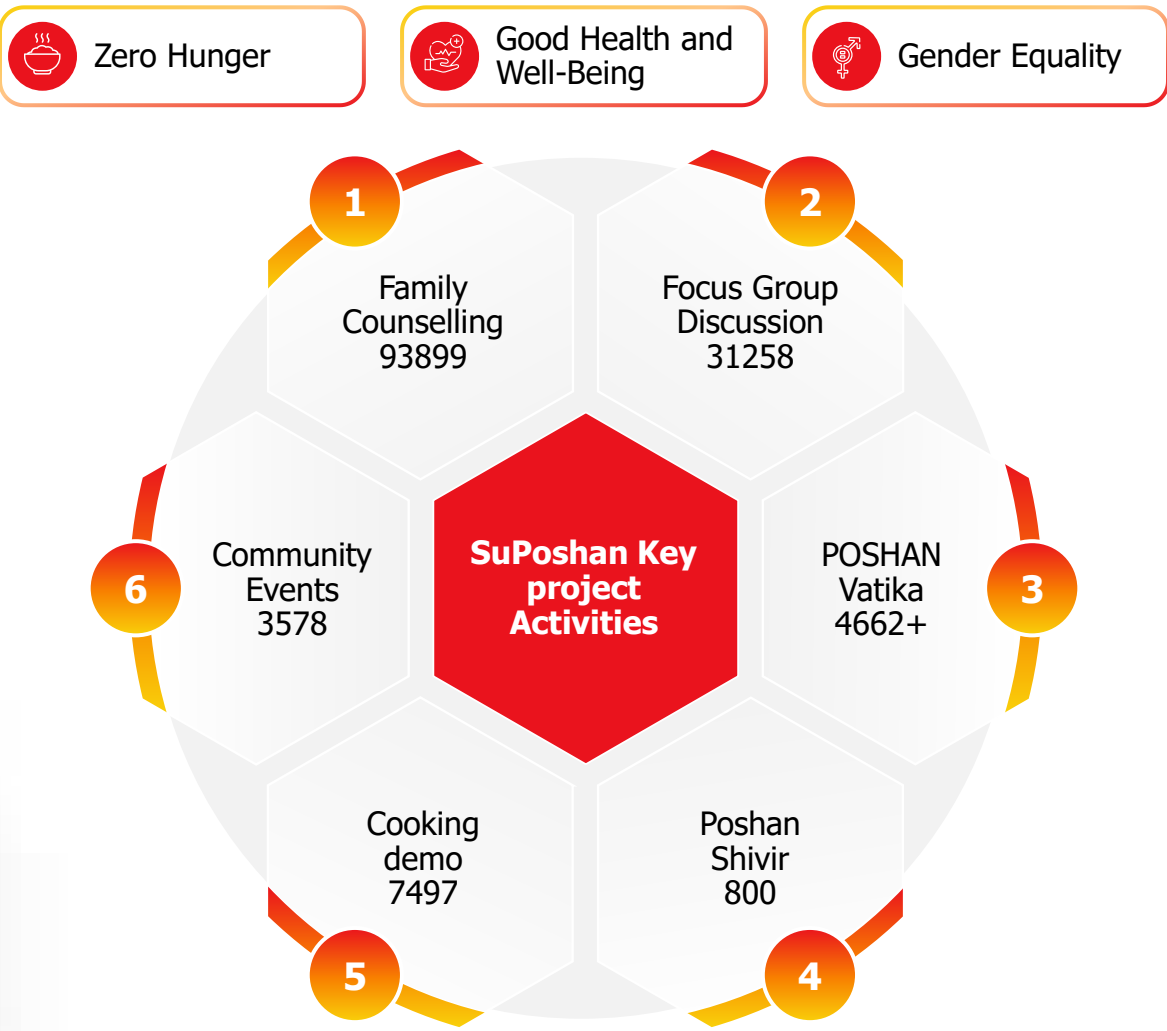 Zero Hunger
Good Health and
Well-Being
Gender Equality
1
Family
Counselling
93899
2
Focus Group
Discussion
31258
3
POSHAN
Vatika
4662+
4
Poshan
Shivir
800
5
Cooking
demo
7497
6
Community
Events
3578
SuPoshan Key
project
Activities